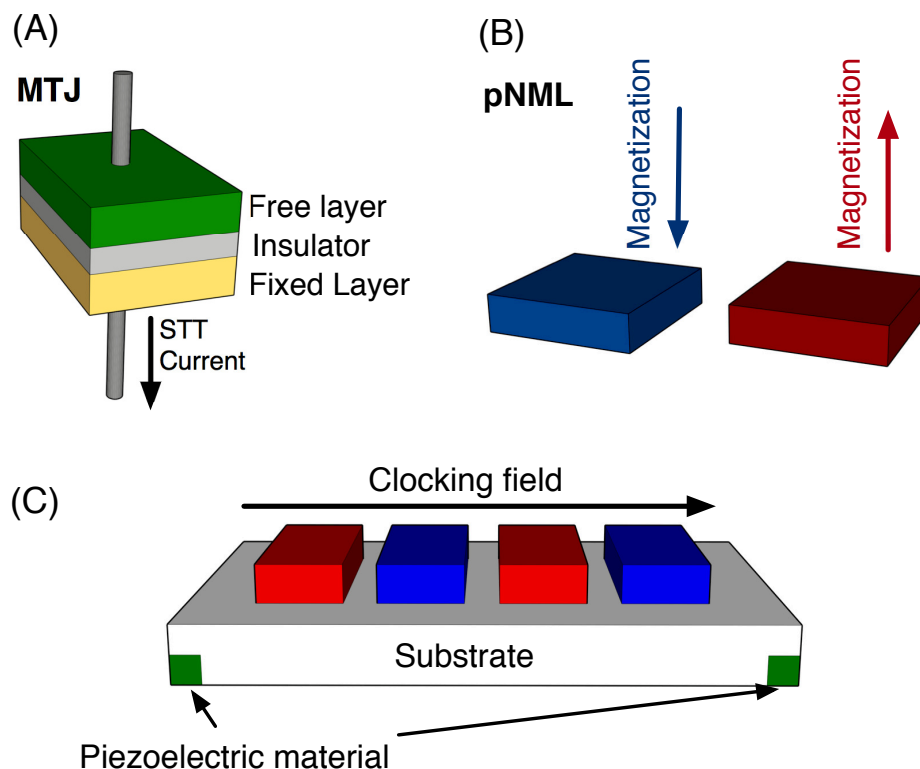 (A)
MTJ
Free layer
Insulator
Fixed Layer
STT
Current
(B)
pNML
Magnetization
Magnetization
(C)
Clocking field
Substrate
Piezoelectric material